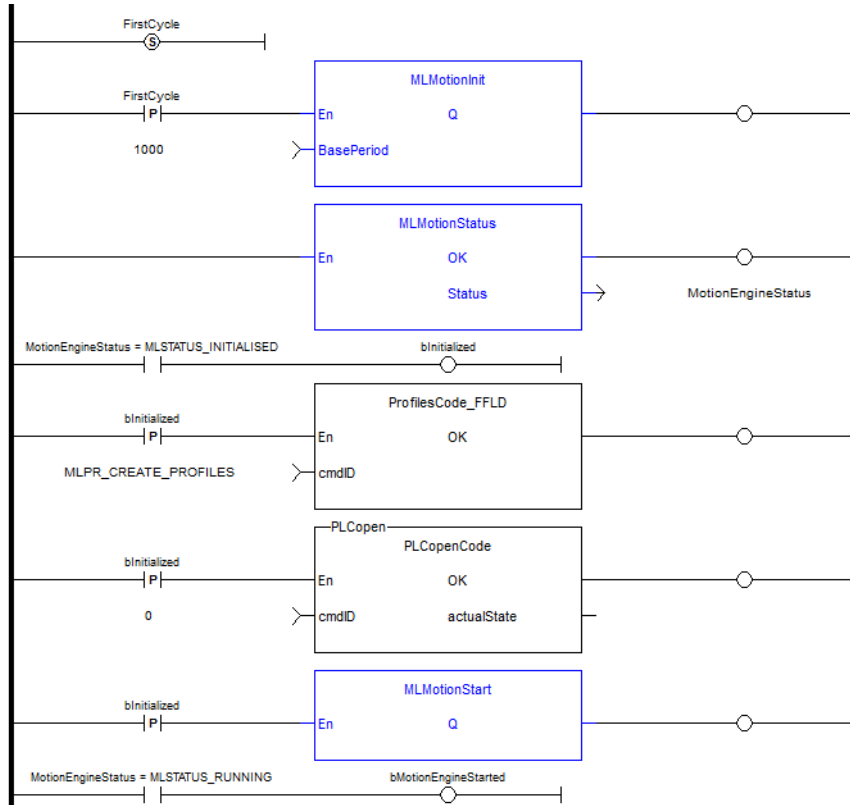 FirstCycle
S
FirstCycle
P
1000
MLMotionInit
En Q
BasePeriod
MLMotionStatus
En OK
Status
MotionEngineStatus
MotionEngineStatus = MLSTATUS_INITIALISED
bInitialized
bInitialized
P
MLPR_CREATE_PROFILES
ProfilesCode_FFLD
En OK
cmdID
PLCopen
PLCopenCode
bInitialized
P
0
En OK
cmdID actualState
MLMotionStart
bInitialized
P
En Q
MotionEngineStatus = MLSTATUS_RUNNING
bMotionEngineStarted